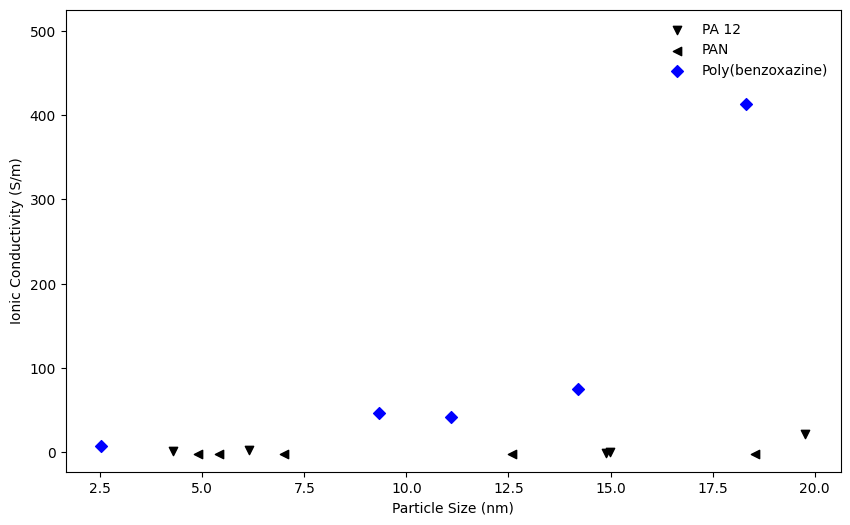 500
400
300
200
100
0
Ionic Conductivity (S/m)
PA 12
PAN
Poly(benzoxazine)
2.5 5.0 7.5 10.0 12.5 15.0 17.5 20.0
Particle Size (nm)